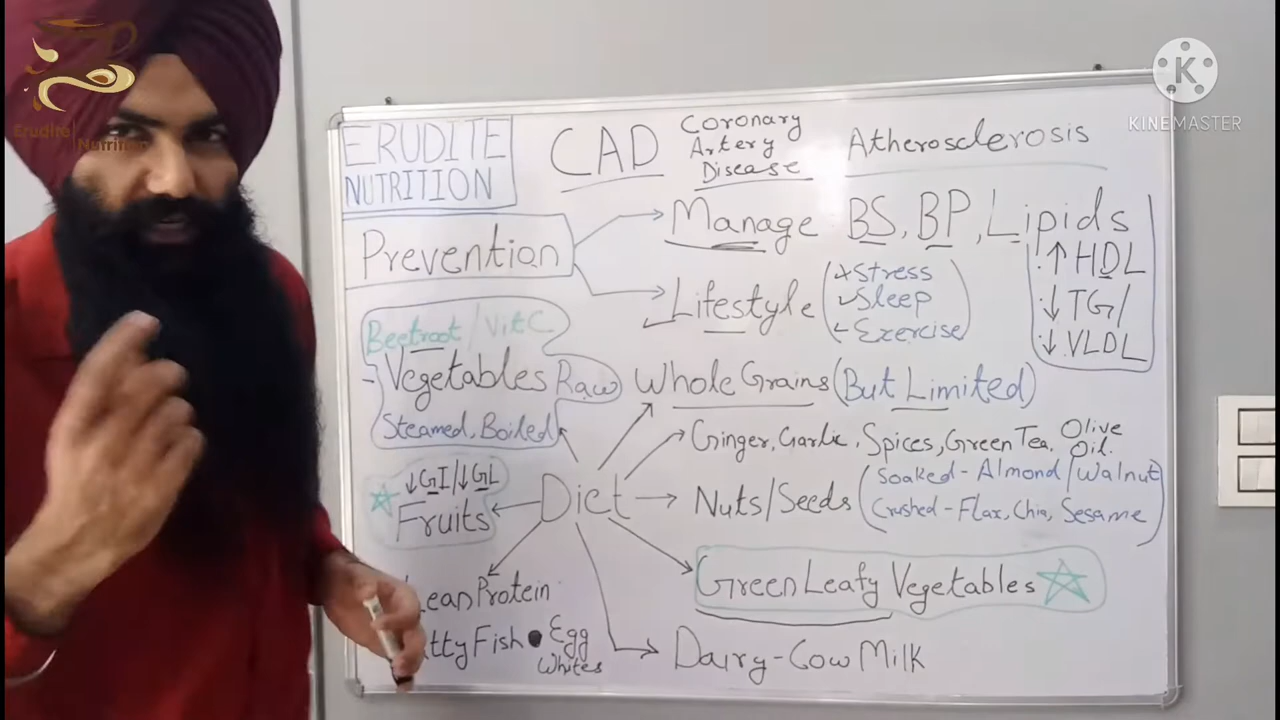 Erudite
Nutrition
K
KINEMASTER
ERUDITE
NUTRITION
CAD
Coronary
Artery
Disease
Atherosclerosis
Prevention
Manage BS, BP, Lipids
↑ HDL
↓ TG/
↓ VLDL
Lifestyle
Stress
Sleep
Exercise
Beetroot / Vit C
- Vegetables Raw
Steamed, Boiled
Whole Grains (But Limited)
Ginger, Garlic, Spices, Green Tea, Olive
Oil.
↓GI/↓GL
Fruits
Diet
Nuts/Seeds
Soaked - Almond/Walnut
Crushed - Flax, Chia, Sesame
Green Leafy Vegetables
Lean Protein
Fish • Egg
Whites
Dairy - Cow Milk